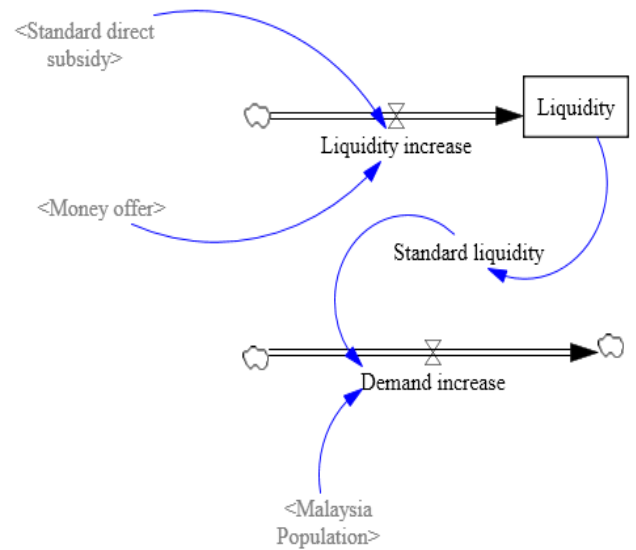 <Standard direct
subsidy>
Liquidity
Liquidity increase
<Money offer>
Standard liquidity
Demand increase
<Malaysia
Population>